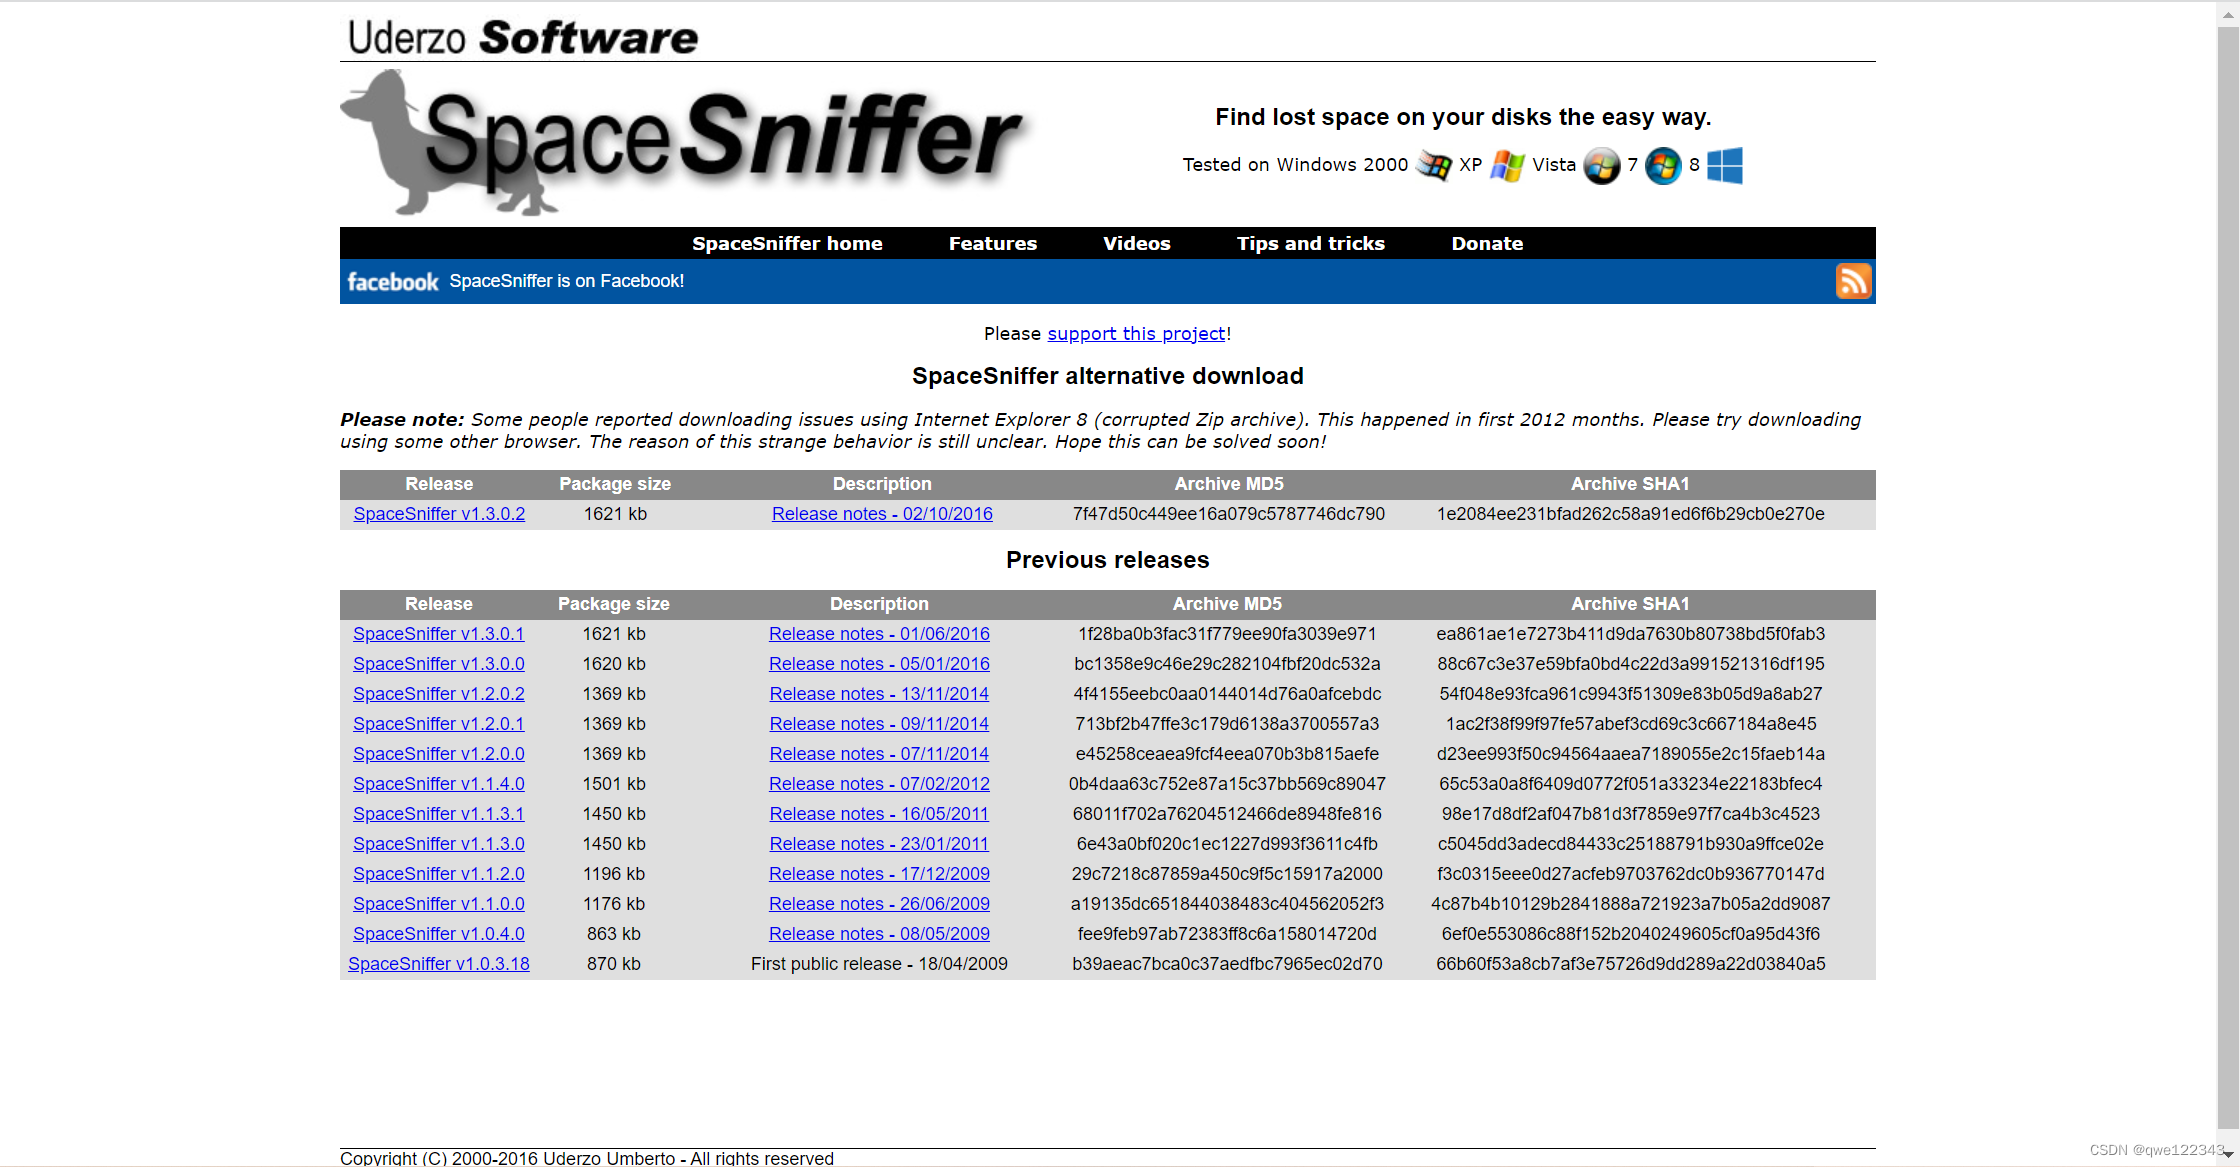 Uderzo Software
SpaceSniffer
Find lost space on your disks the easy way.
Tested on Windows 2000 XP Vista 7 8
SpaceSniffer home Features Videos Tips and tricks Donate
facebook SpaceSniffer is on Facebook!
Please support this project!
SpaceSniffer alternative download
Please note: Some people reported downloading issues using Internet Explorer 8 (corrupted Zip archive). This happened in first 2012 months. Please try downloading
using some other browser. The reason of this strange behavior is still unclear. Hope this can be solved soon!
Release Package size Description Archive MD5 Archive SHA1
SpaceSniffer v1.3.0.2 1621 kb Release notes - 02/10/2016 7f47d50c449ee16a079c5787746dc790 1e2084ee231bfad262c58a91ed6f6b29cb0e270e
Previous releases
Release Package size Description Archive MD5 Archive SHA1
SpaceSniffer v1.3.0.1 1621 kb Release notes - 01/06/2016 1f28ba0b3fac31f779ee90fa3039e971 ea861ae1e7273b411d9da7630b80738bd5f0fab3
SpaceSniffer v1.3.0.0 1620 kb Release notes - 05/01/2016 bc1358e9c46e29c282104fbf20dc532a 88c67c3e37e59bfa0bd4c22d3a991521316df195
SpaceSniffer v1.2.0.2 1369 kb Release notes - 13/11/2014 4f4155eebc0aa0144014d76a0afcebdc 54f048e93fca961c9943f51309e83b05d9a8ab27
SpaceSniffer v1.2.0.1 1369 kb Release notes - 09/11/2014 713bf2b47ffe3c179d6138a3700557a3 1ac2f38f99f97fe57abef3cd69c3c667184a8e45
SpaceSniffer v1.2.0.0 1369 kb Release notes - 07/11/2014 e45258ceaea9fcf4eea070b3b815aefe d23ee993f50c94564aaea7189055e2c15faeb14a
SpaceSniffer v1.1.4.0 1501 kb Release notes - 07/02/2012 0b4daa63c752e87a15c37bb569c89047 65c53a0a8f6409d0772f051a33234e22183bfec4
SpaceSniffer v1.1.3.1 1450 kb Release notes - 16/05/2011 68011f702a76204512466de8948fe816 98e17d8df2af047b81d3f7859e97f7ca4b3c4523
SpaceSniffer v1.1.3.0 1450 kb Release notes - 23/01/2011 6e43a0bf020c1ec1227d993f3611c4fb c5045dd3adecd84433c25188791b930a9ffce02e
SpaceSniffer v1.1.2.0 1196 kb Release notes - 17/12/2009 29c7218c87859a450c9f5c15917a2000 f3c0315eee0d27acfeb9703762dc0b936770147d
SpaceSniffer v1.1.0.0 1176 kb Release notes - 26/06/2009 a19135dc651844038483c404562052f3 4c87b4b10129b2841888a721923a7b05a2dd9087
SpaceSniffer v1.0.4.0 863 kb Release notes - 08/05/2009 fee9feb97ab72383ff8c6a158014720d 6ef0e553086c88f152b2040249605cf0a95d43f6
SpaceSniffer v1.0.3.18 870 kb First public release - 18/04/2009 b39aeac7bca0c37aedfbc7965ec02d70 66b60f53a8cb7af3e75726d9dd289a22d03840a5
Copyright (C) 2000-2016 Uderzo Umberto - All rights reserved
CSDN @qwe122343